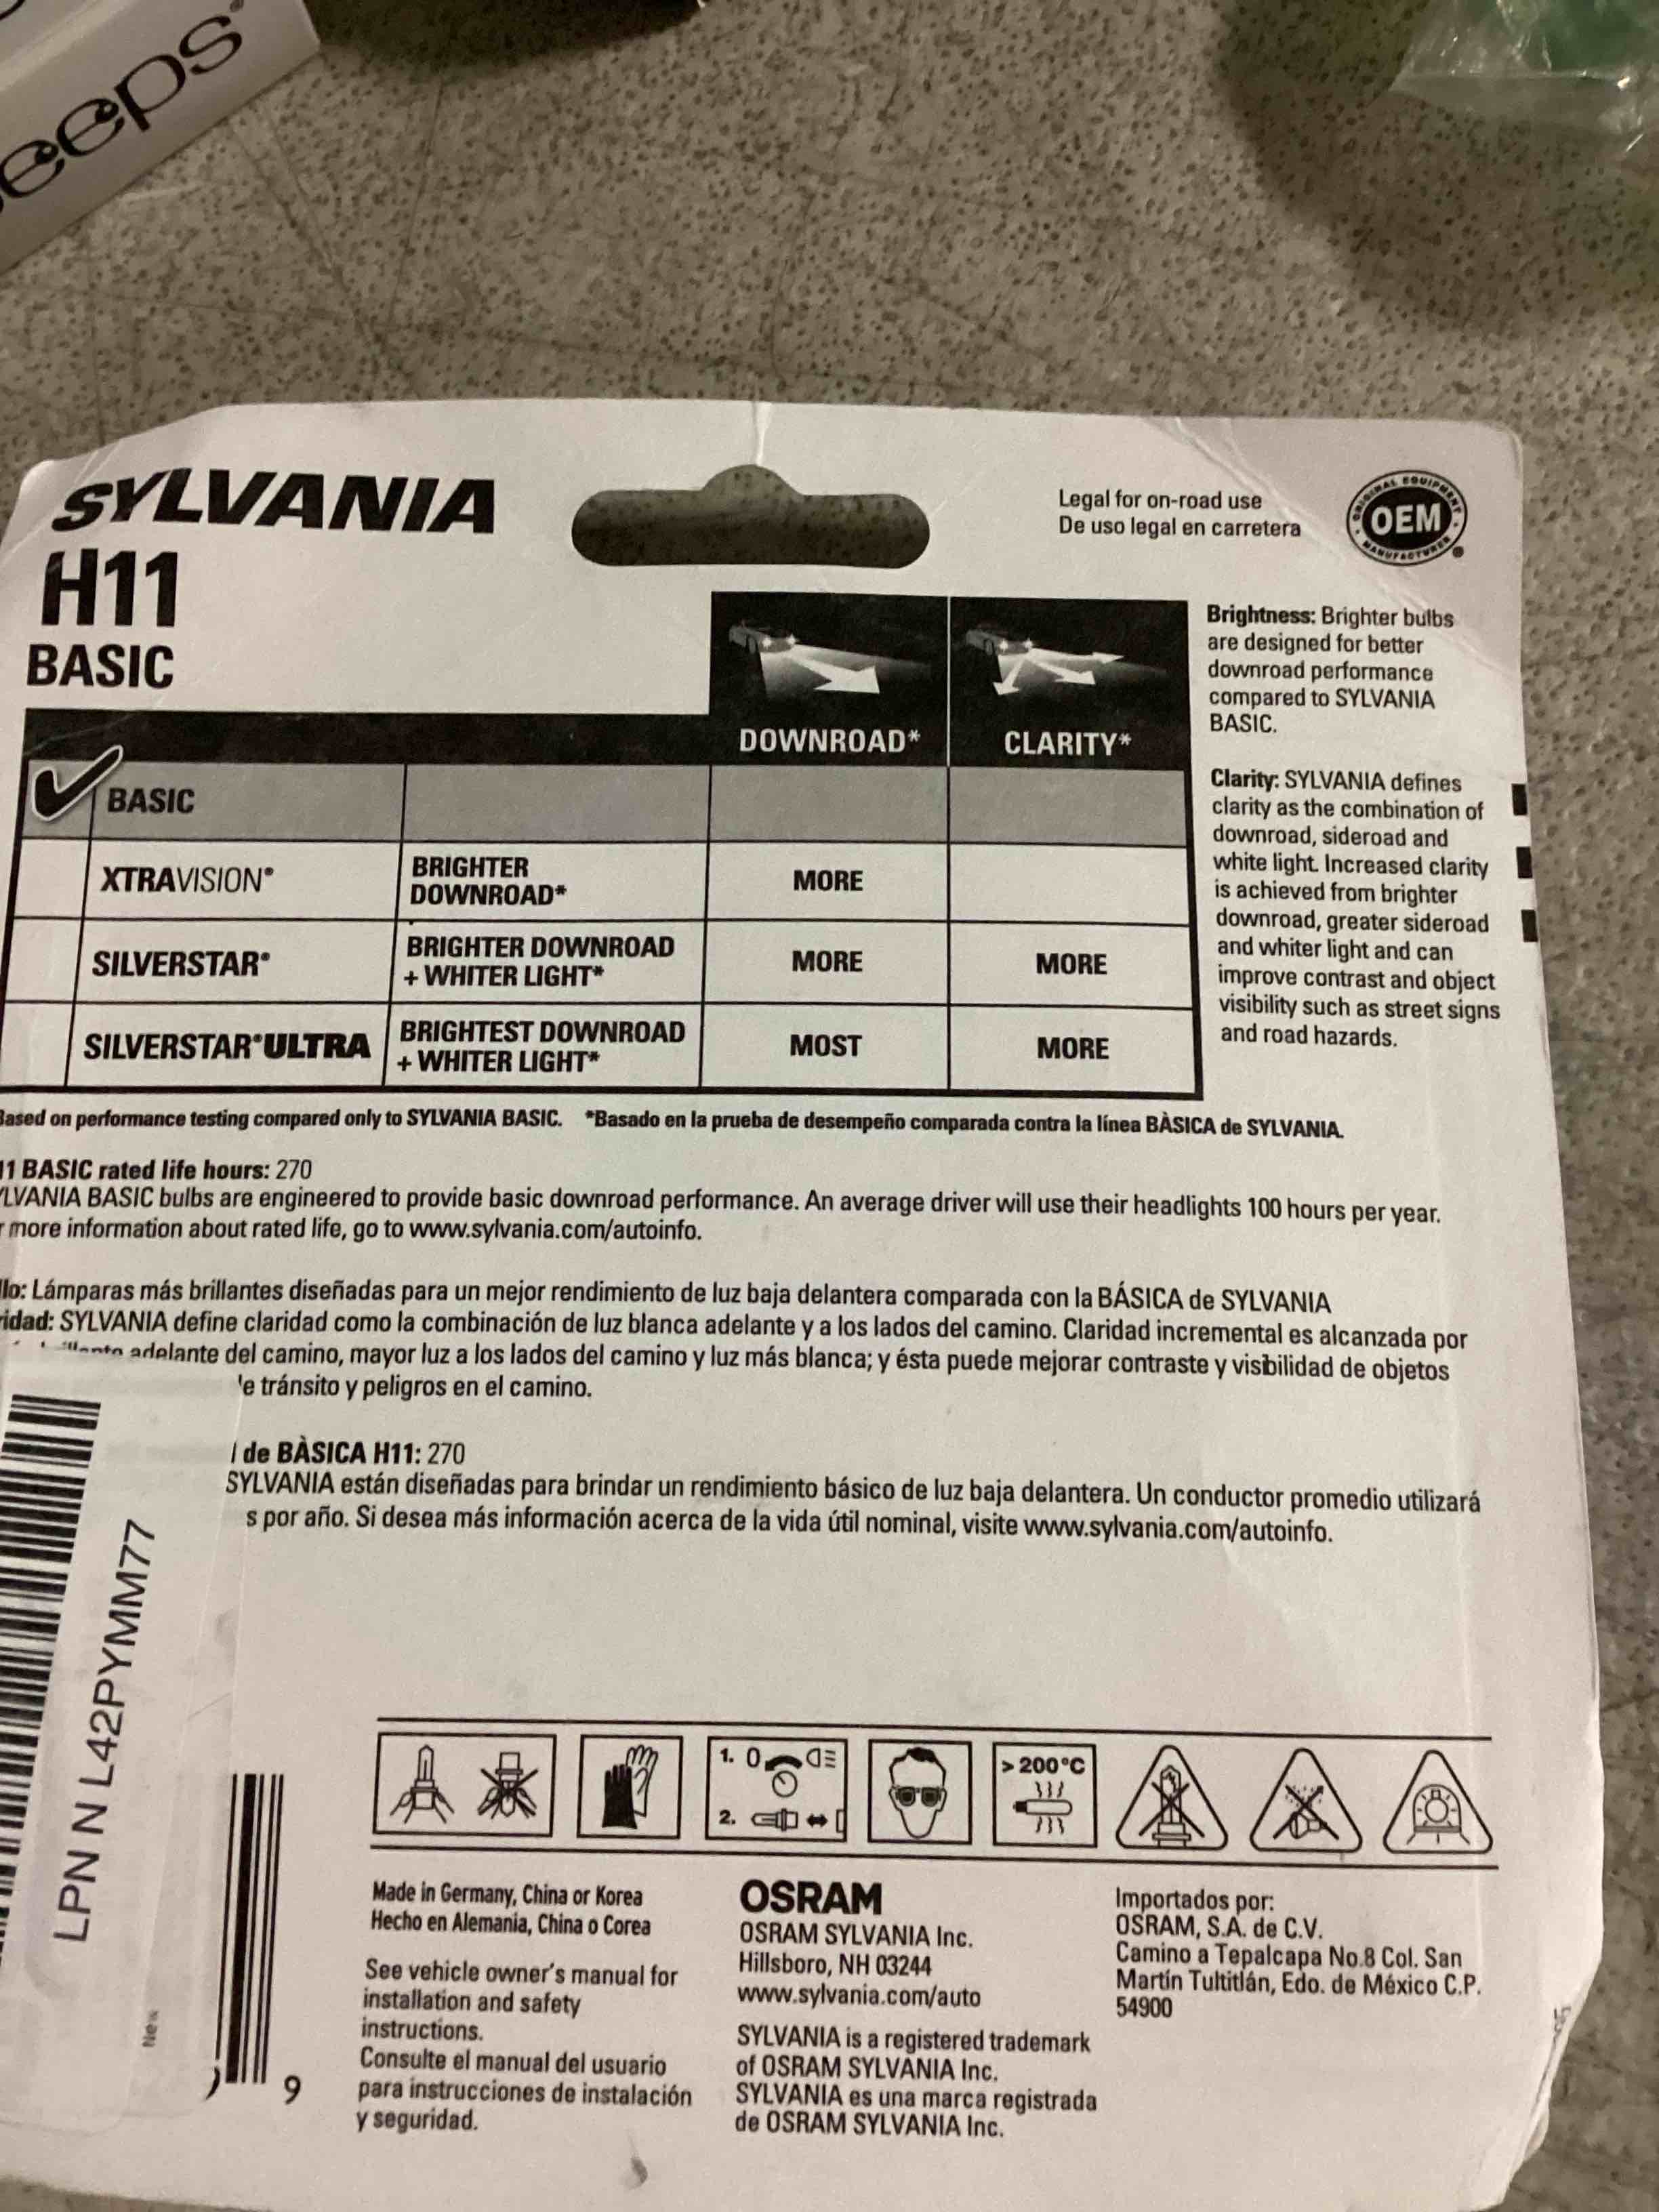 eeps
SYLVANIA
H11
BASIC
Legal for on-road use
De uso legal en carretera
ORIGINAL EQUIPMENT
OEM
MANUFACTURER
DOWNROAD*
CLARITY*
BASIC
XTRAVISION®
BRIGHTER
DOWNROAD*
MORE
SILVERSTAR®
BRIGHTER DOWNROAD
+ WHITER LIGHT*
MORE
MORE
SILVERSTAR®ULTRA
BRIGHTEST DOWNROAD
+ WHITER LIGHT*
MOST
MORE
Brightness: Brighter bulbs
are designed for better
downroad performance
compared to SYLVANIA
BASIC.
Clarity: SYLVANIA defines
clarity as the combination of
downroad, sideroad and
white light. Increased clarity
is achieved from brighter
downroad, greater sideroad
and whiter light and can
improve contrast and object
visibility such as street signs
and road hazards.
Based on performance testing compared only to SYLVANIA BASIC. *Basado en la prueba de desempeño comparada contra la línea BÀSICA de SYLVANIA.
11 BASIC rated life hours: 270
YLVANIA BASIC bulbs are engineered to provide basic downroad performance. An average driver will use their headlights 100 hours per year.
r more information about rated life, go to www.sylvania.com/autoinfo.
llo: Lámparas más brillantes diseñadas para un mejor rendimiento de luz baja delantera comparada con la BÁSICA de SYLVANIA
ridad: SYLVANIA define claridad como la combinación de luz blanca adelante y a los lados del camino. Claridad incremental es alcanzada por
adelante del camino, mayor luz a los lados del camino y luz más blanca; y ésta puede mejorar contraste y visibilidad de objetos
e tránsito y peligros en el camino.
l de BÀSICA H11: 270
SYLVANIA están diseñadas para brindar un rendimiento básico de luz baja delantera. Un conductor promedio utilizará
s por año. Si desea más información acerca de la vida útil nominal, visite www.sylvania.com/autoinfo.
LPN N L42PYMM77
New
9
1. 0
2.
> 200°C
Made in Germany, China or Korea
Hecho en Alemania, China o Corea
See vehicle owner's manual for
installation and safety
instructions.
Consulte el manual del usuario
para instrucciones de instalación
y seguridad.
OSRAM
OSRAM SYLVANIA Inc.
Hillsboro, NH 03244
www.sylvania.com/auto
SYLVANIA is a registered trademark
of OSRAM SYLVANIA Inc.
SYLVANIA es una marca registrada
de OSRAM SYLVANIA Inc.
Importados por:
OSRAM, S.A. de C.V.
Camino a Tepalcapa No.8 Col. San
Martín Tultitlán, Edo. de México C.P.
54900